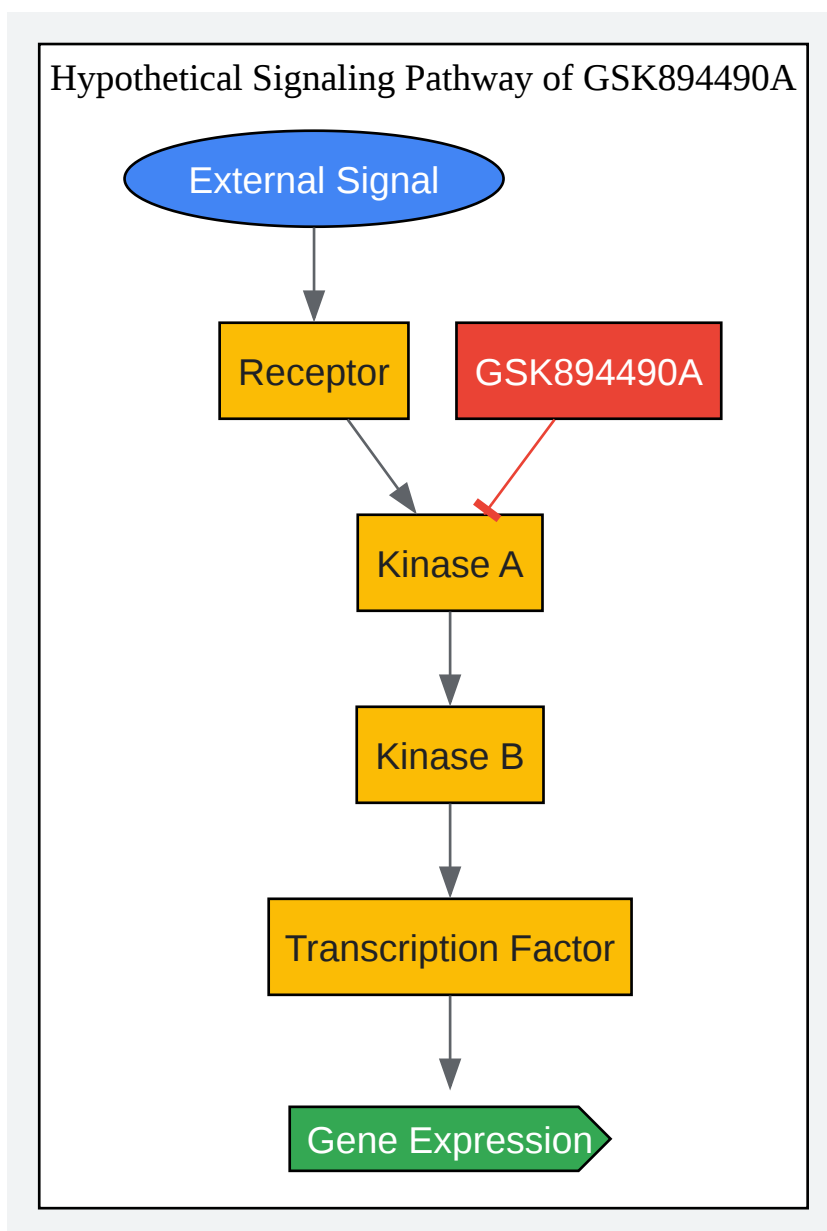 Hypothetical Signaling Pathway of GSK894490A
External Signal
Receptor
GSK894490A
Kinase A
Kinase B
Transcription Factor
Gene Expression